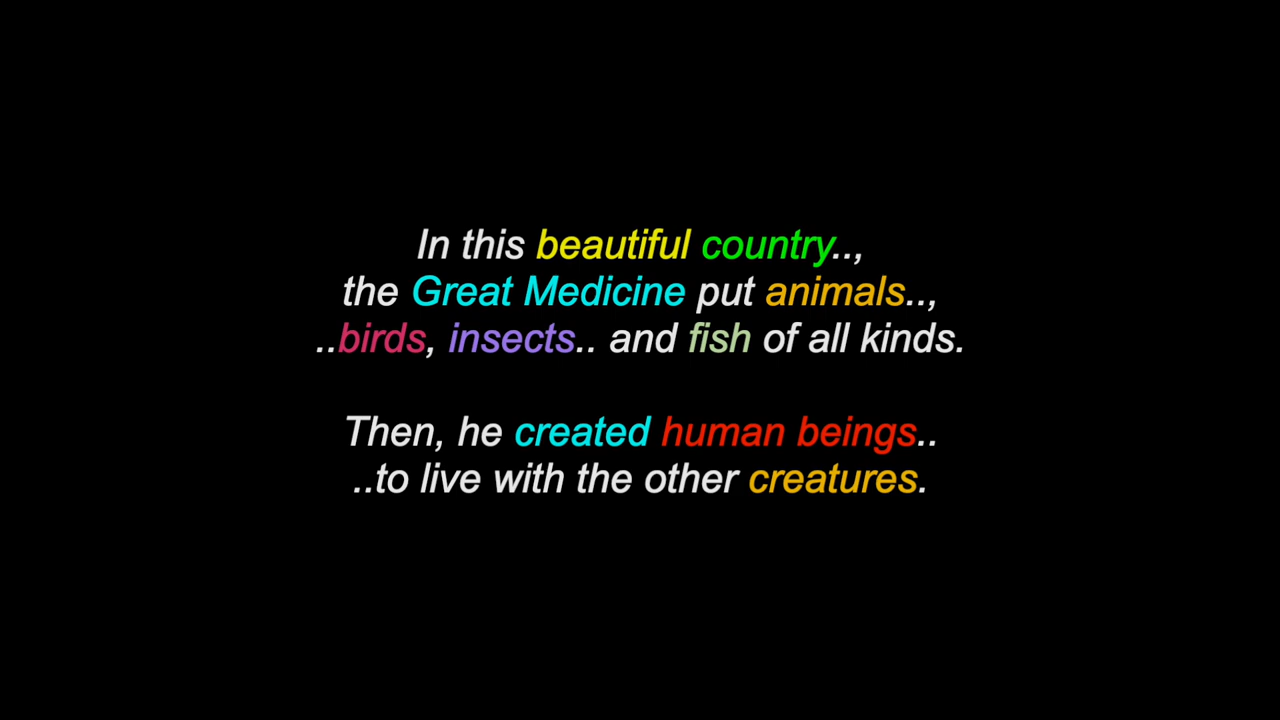 In this beautiful country..,
the Great Medicine put animals..,
..birds, insects.. and fish of all kinds.
Then, he created human beings..
..to live with the other creatures.